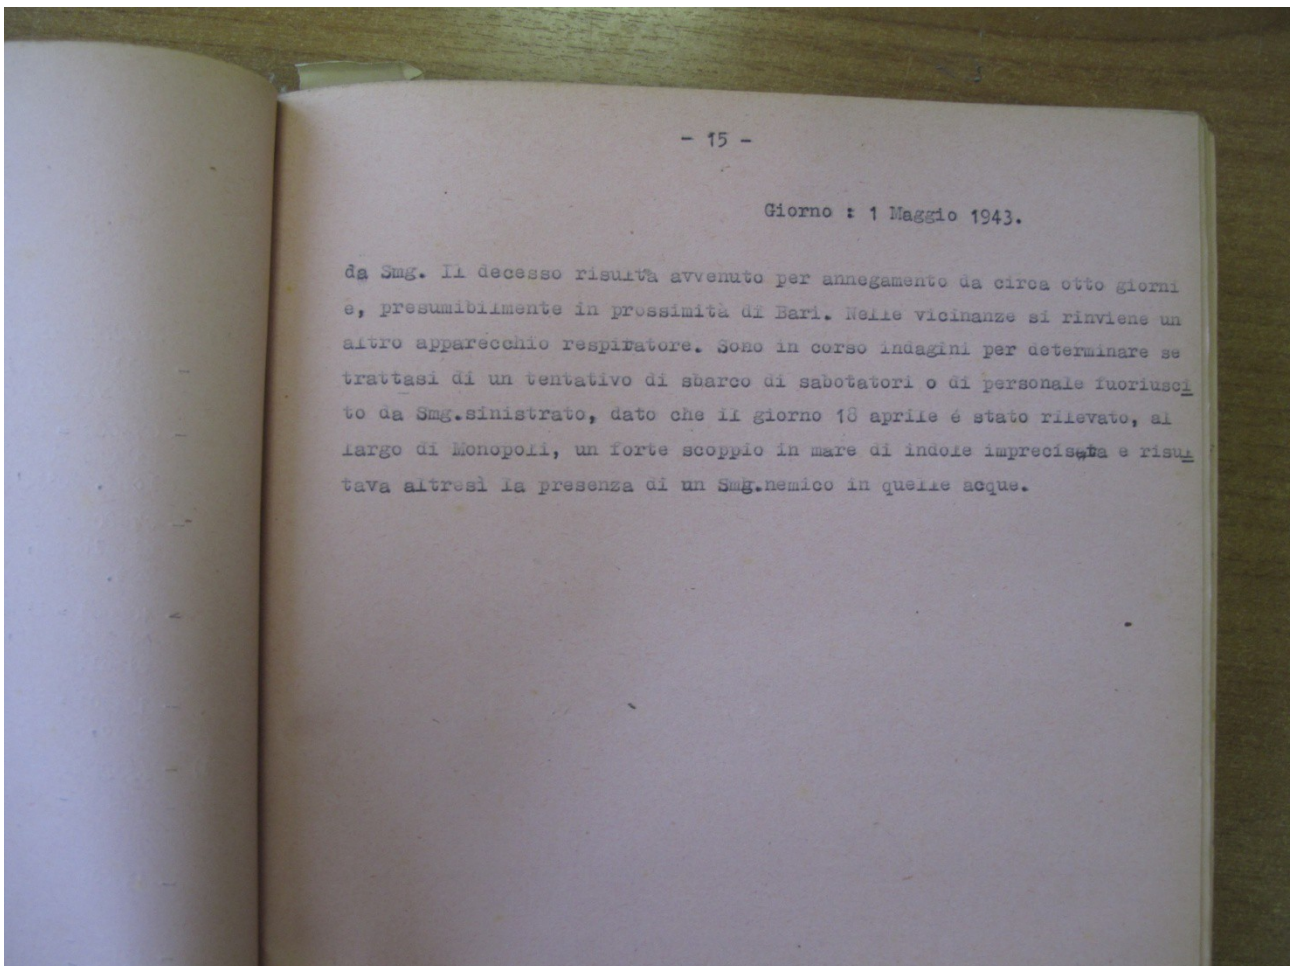 - 15 -
Giorno : 1 Maggio 1943.
da Smg. Il decesso risulta avvenuto per annegamento da circa otto giorni
e, presumibilmente in prossimità di Bari. Nelle vicinanze si rinviene un
altro apparecchio respiratore. Sono in corso indagini per determinare se
trattasi di un tentativo di sbarco di sabotatori o di personale fuoriusci
to da Smg.sinistrato, dato che il giorno 18 aprile é stato rilevato, al
largo di Monopoli, un forte scoppio in mare di indole imprecisata e risul
tava altresì la presenza di un Smg.nemico in quelle acque.